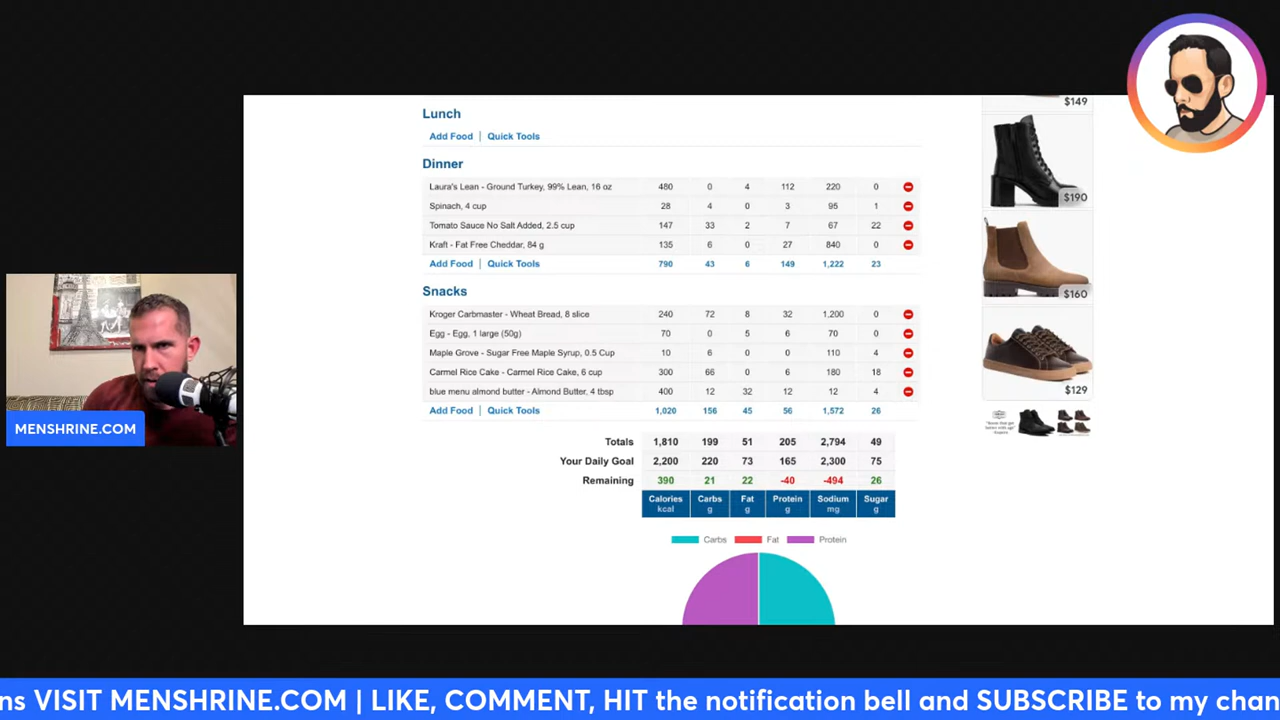 $149
Lunch
Add Food | Quick Tools
Dinner
Laura's Lean - Ground Turkey, 99% Lean, 16 oz 480 0 4 112 220 0
$190
Spinach, 4 cup 28 4 0 3 95 1
Tomato Sauce No Salt Added, 2.5 cup 147 33 2 7 67 22
Kraft - Fat Free Cheddar, 84 g 135 6 0 27 840 0
Add Food | Quick Tools 790 43 6 149 1,222 23
Snacks
$160
Kroger Carbmaster - Wheat Bread, 8 slice 240 72 8 32 1,200 0
Egg - Egg, 1 large (50g) 70 0 5 6 70 0
Maple Grove - Sugar Free Maple Syrup, 0.5 Cup 10 6 0 0 110 4
Carmel Rice Cake - Carmel Rice Cake, 6 cup 300 66 0 6 180 18
blue menu almond butter - Almond Butter, 4 tbsp 400 12 32 12 12 4
$129
Add Food | Quick Tools 1,020 156 45 56 1,572 26
MENSHRINE.COM
Totals 1,810 199 51 205 2,794 49
Your Daily Goal 2,200 220 73 165 2,300 75
Remaining 390 21 22 -40 -494 26
Calories Carbs Fat Protein Sodium Sugar
kcal g g g mg g
Carbs Fat Protein
ns VISIT MENSHRINE.COM | LIKE, COMMENT, HIT the notification bell and SUBSCRIBE to my chan